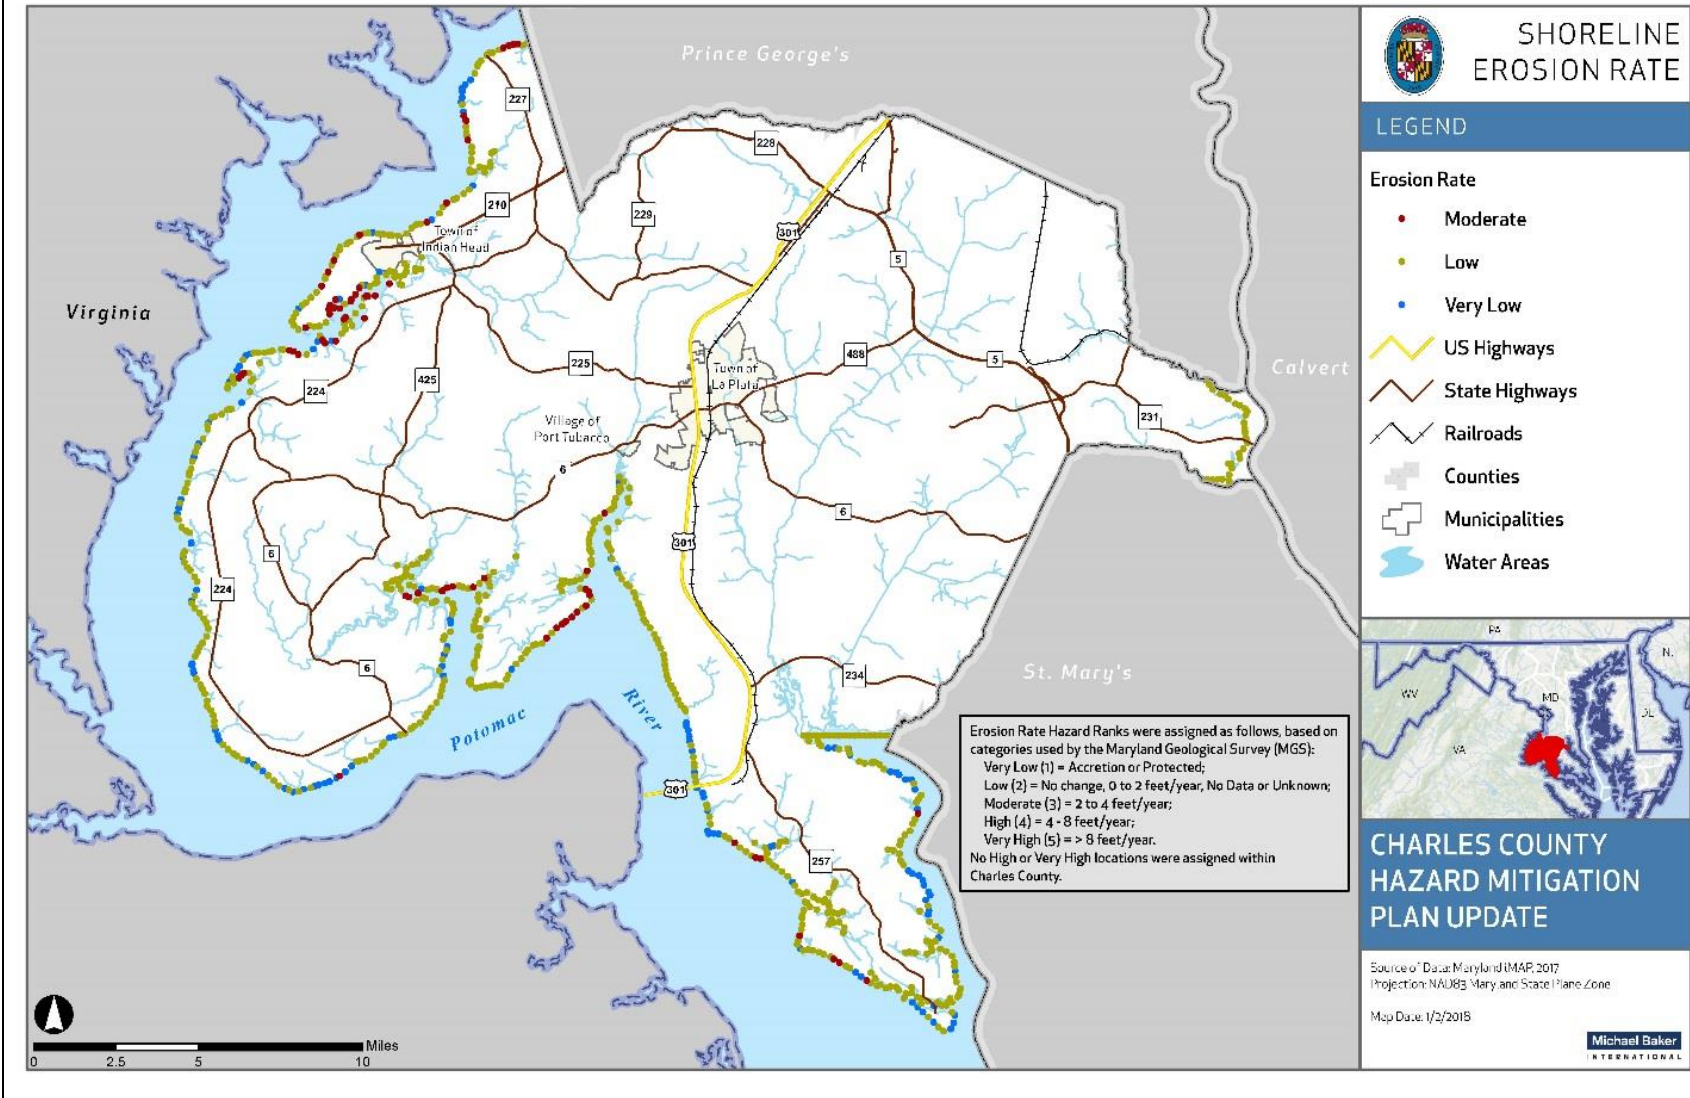 SHORELINE
EROSION RATE
LEGEND
Erosion Rate
Moderate
Low
Very Low
US Highways
State Highways
Railroads
Counties
Municipalities
Water Areas
PA
N.
WV
MD
DE
VA
CHARLES COUNTY
HAZARD MITIGATION
PLAN UPDATE
Source of Data: Maryland iMAP, 2017
Projection: NAD83 Maryland State Plane Zone
Map Date: 1/2/2018
Michael Baker
INTERNATIONAL
Prince George's
227
228
210
229
Town of
Indian Head
301
5
Virginia
Calvert
225
488
5
Town of
La Plata
224
425
231
Village of
Port Tobacco
6
6
301
6
224
6
234
St. Mary's
Potomac
River
301
257
Erosion Rate Hazard Ranks were assigned as follows, based on
categories used by the Maryland Geological Survey (MGS):
Very Low (1) = Accretion or Protected;
Low (2) = No change, 0 to 2 feet/year, No Data or Unknown;
Moderate (3) = 2 to 4 feet/year;
High (4) = 4 - 8 feet/year;
Very High (5) = > 8 feet/year.
No High or Very High locations were assigned within
Charles County.
Miles
0 2.5 5 10